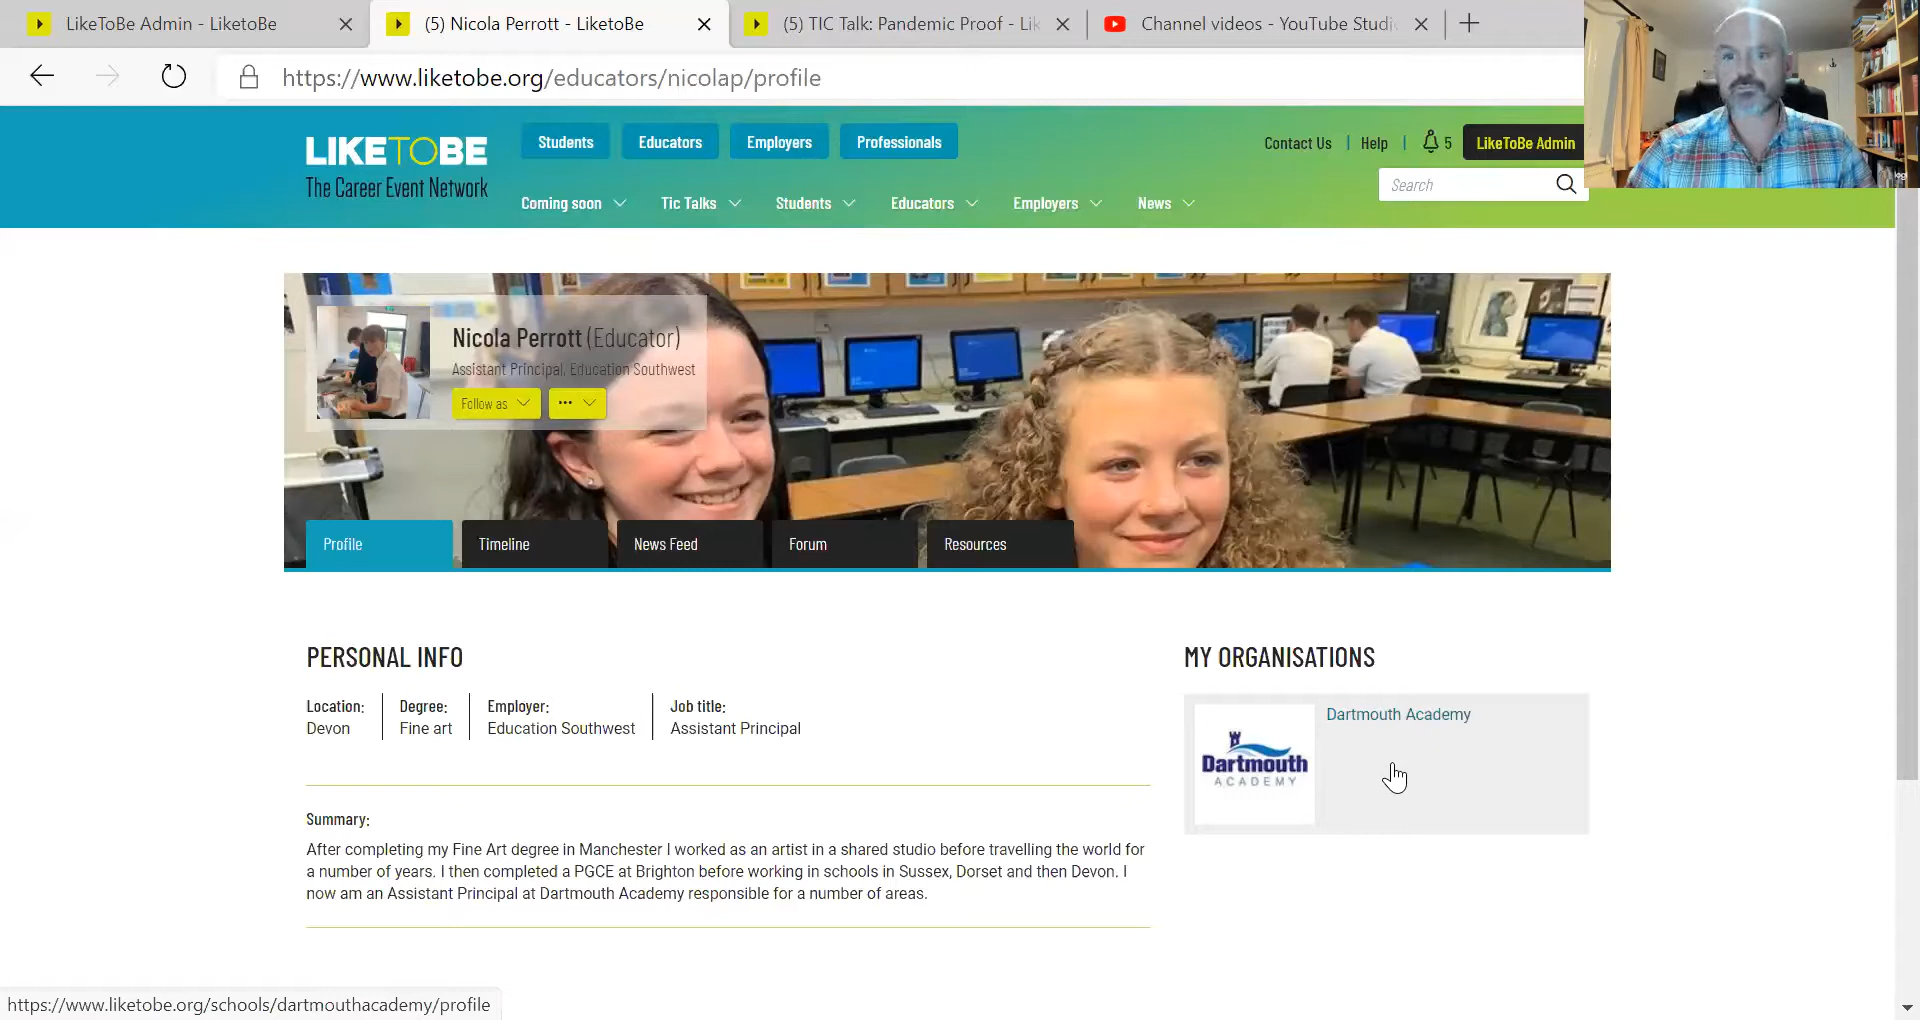 LikeToBe Admin - LiketoBe
(5) Nicola Perrott - LiketoBe
(5) TIC Talk: Pandemic Proof - Lik
Channel videos - YouTube Studi
https://www.liketobe.org/educators/nicolap/profile
LIKETOBE
The Career Event Network
Students
Educators
Employers
Professionals
Contact Us
Help
5
LikeToBe Admin
Search
Coming soon
Tic Talks
Students
Educators
Employers
News
logi
Nicola Perrott (Educator)
Assistant Principal, Education Southwest
Follow as
Profile
Timeline
News Feed
Forum
Resources
PERSONAL INFO
Location:
Devon
Degree:
Fine art
Employer:
Education Southwest
Job title:
Assistant Principal
Summary:
After completing my Fine Art degree in Manchester I worked as an artist in a shared studio before travelling the world for
a number of years. I then completed a PGCE at Brighton before working in schools in Sussex, Dorset and then Devon. I
now am an Assistant Principal at Dartmouth Academy responsible for a number of areas.
MY ORGANISATIONS
Dartmouth
ACADEMY
Dartmouth Academy
https://www.liketobe.org/schools/dartmouthacademy/profile